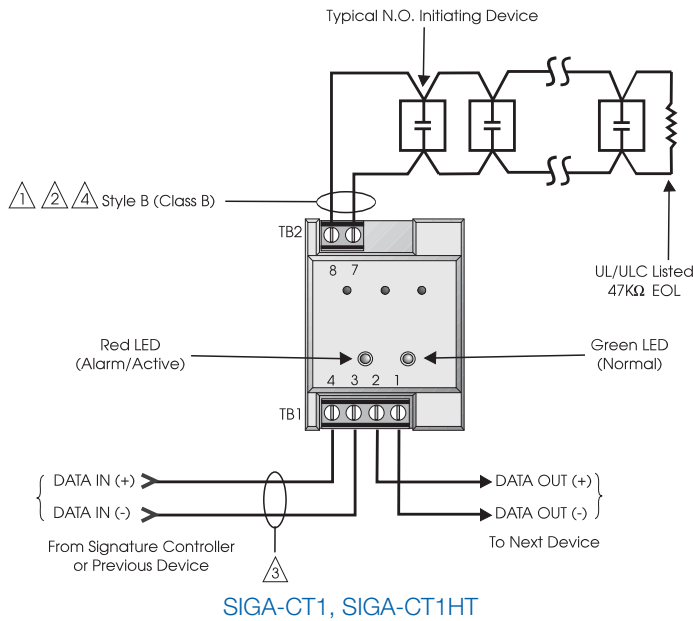 Typical N.O. Initiating Device
1 2 4 Style B (Class B)
TB2
8 7
UL/ULC Listed
47KΩ EOL
Red LED
(Alarm/Active)
Green LED
(Normal)
4 3 2 1
TB1
DATA IN (+)
DATA IN (-)
From Signature Controller
or Previous Device
DATA OUT (+)
DATA OUT (-)
To Next Device
3
SIGA-CT1, SIGA-CT1HT